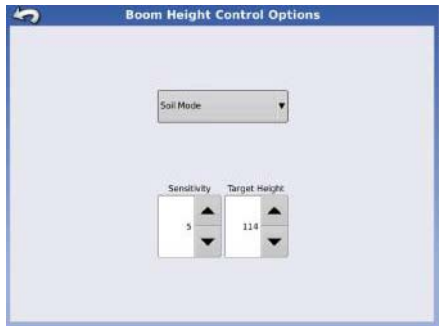 Boom Height Control Options
Soil Mode
Sensitivity Target Height
5 114